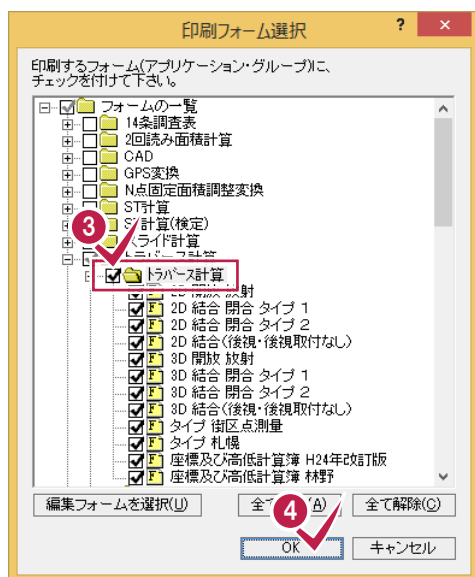 印刷フォーム選択
?
×
印刷するフォーム(アプリケーション・グループ)に、
チェックを付けて下さい。
フォームの一覧
14条調査表
2回読み面積計算
CAD
GPS変換
N点固定面積調整変換
ST計算
計算(検定)
ライド計算
3
トラバース計算
2D 開放 放射
2D 結合 閉合 タイプ 1
2D 結合 閉合 タイプ 2
2D 結合(後視・後視取付なし)
3D 開放 放射
3D 結合 閉合 タイプ 1
3D 結合 閉合 タイプ 2
3D 結合(後視・後視取付なし)
タイプ 街区点測量
タイプ 札幌
座標及び高低計算簿 H24年改訂版
座標及び高低計算簿 林野
編集フォームを選択(U)
全て
(A)
全て解除(C)
4
OK
キャンセル